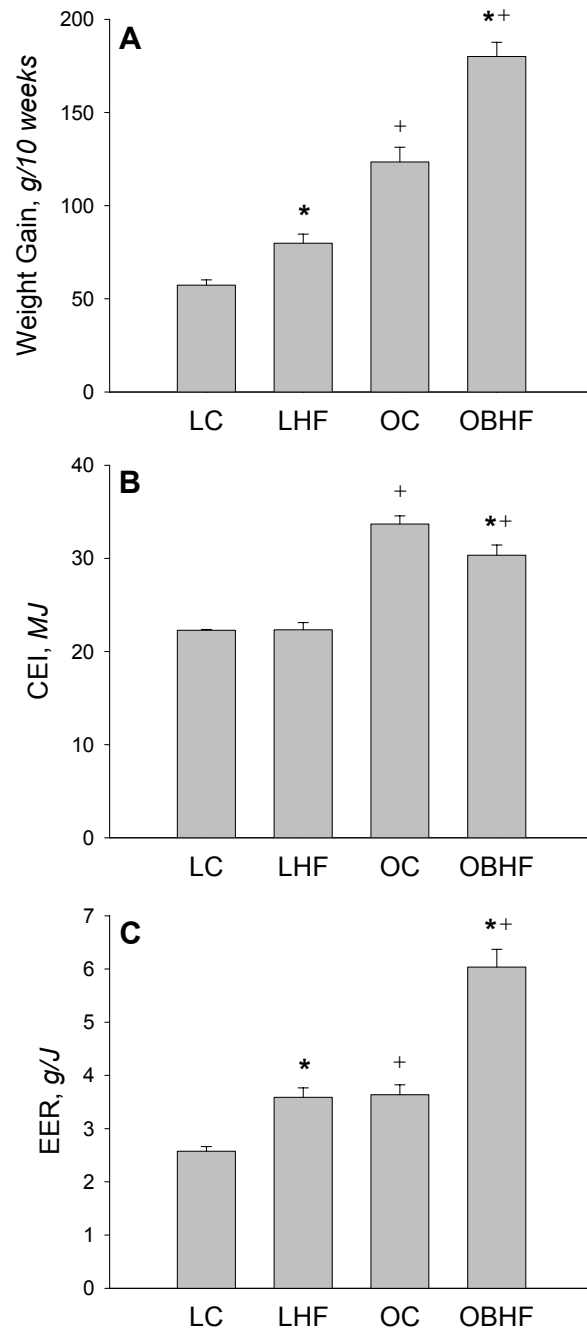 A
Weight Gain, g/10 weeks
200
150
100
50
0
*
+
*+
LC LHF OC OBHF
B
CEI, MJ
40
30
20
10
0
+
*+
LC LHF OC OBHF
C
EER, g/J
7
6
5
4
3
2
1
0
*
+
*+
LC LHF OC OBHF